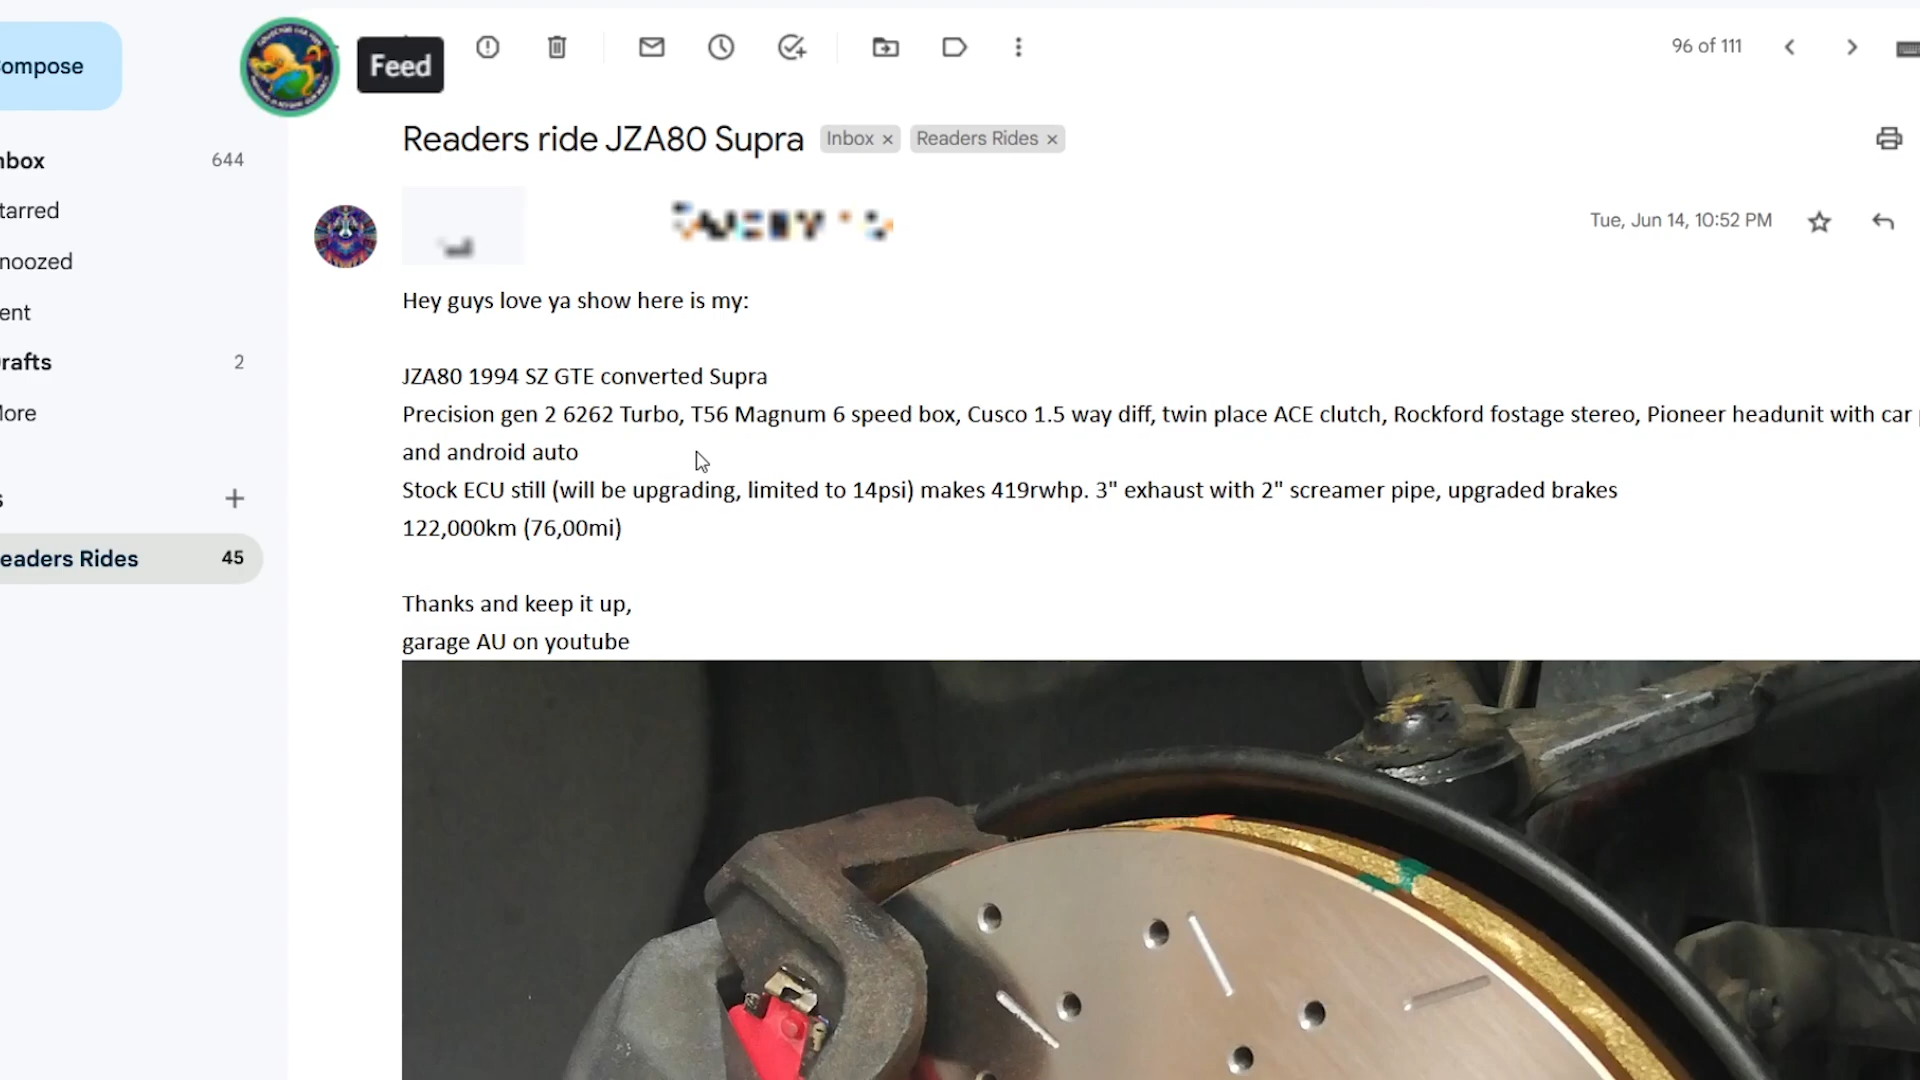 ompose
Feed
96 of 111
Readers ride JZA80 Supra
Inbox ×
Readers Rides ×
nbox 644
tarred
Tue, Jun 14, 10:52 PM
noozed
Hey guys love ya show here is my:
ent
rafts 2
JZA80 1994 SZ GTE converted Supra
ore
Precision gen 2 6262 Turbo, T56 Magnum 6 speed box, Cusco 1.5 way diff, twin place ACE clutch, Rockford fostage stereo, Pioneer headunit with car
and android auto
Stock ECU still (will be upgrading, limited to 14psi) makes 419rwhp. 3" exhaust with 2" screamer pipe, upgraded brakes
s +
122,000km (76,00mi)
eaders Rides 45
Thanks and keep it up,
garage AU on youtube